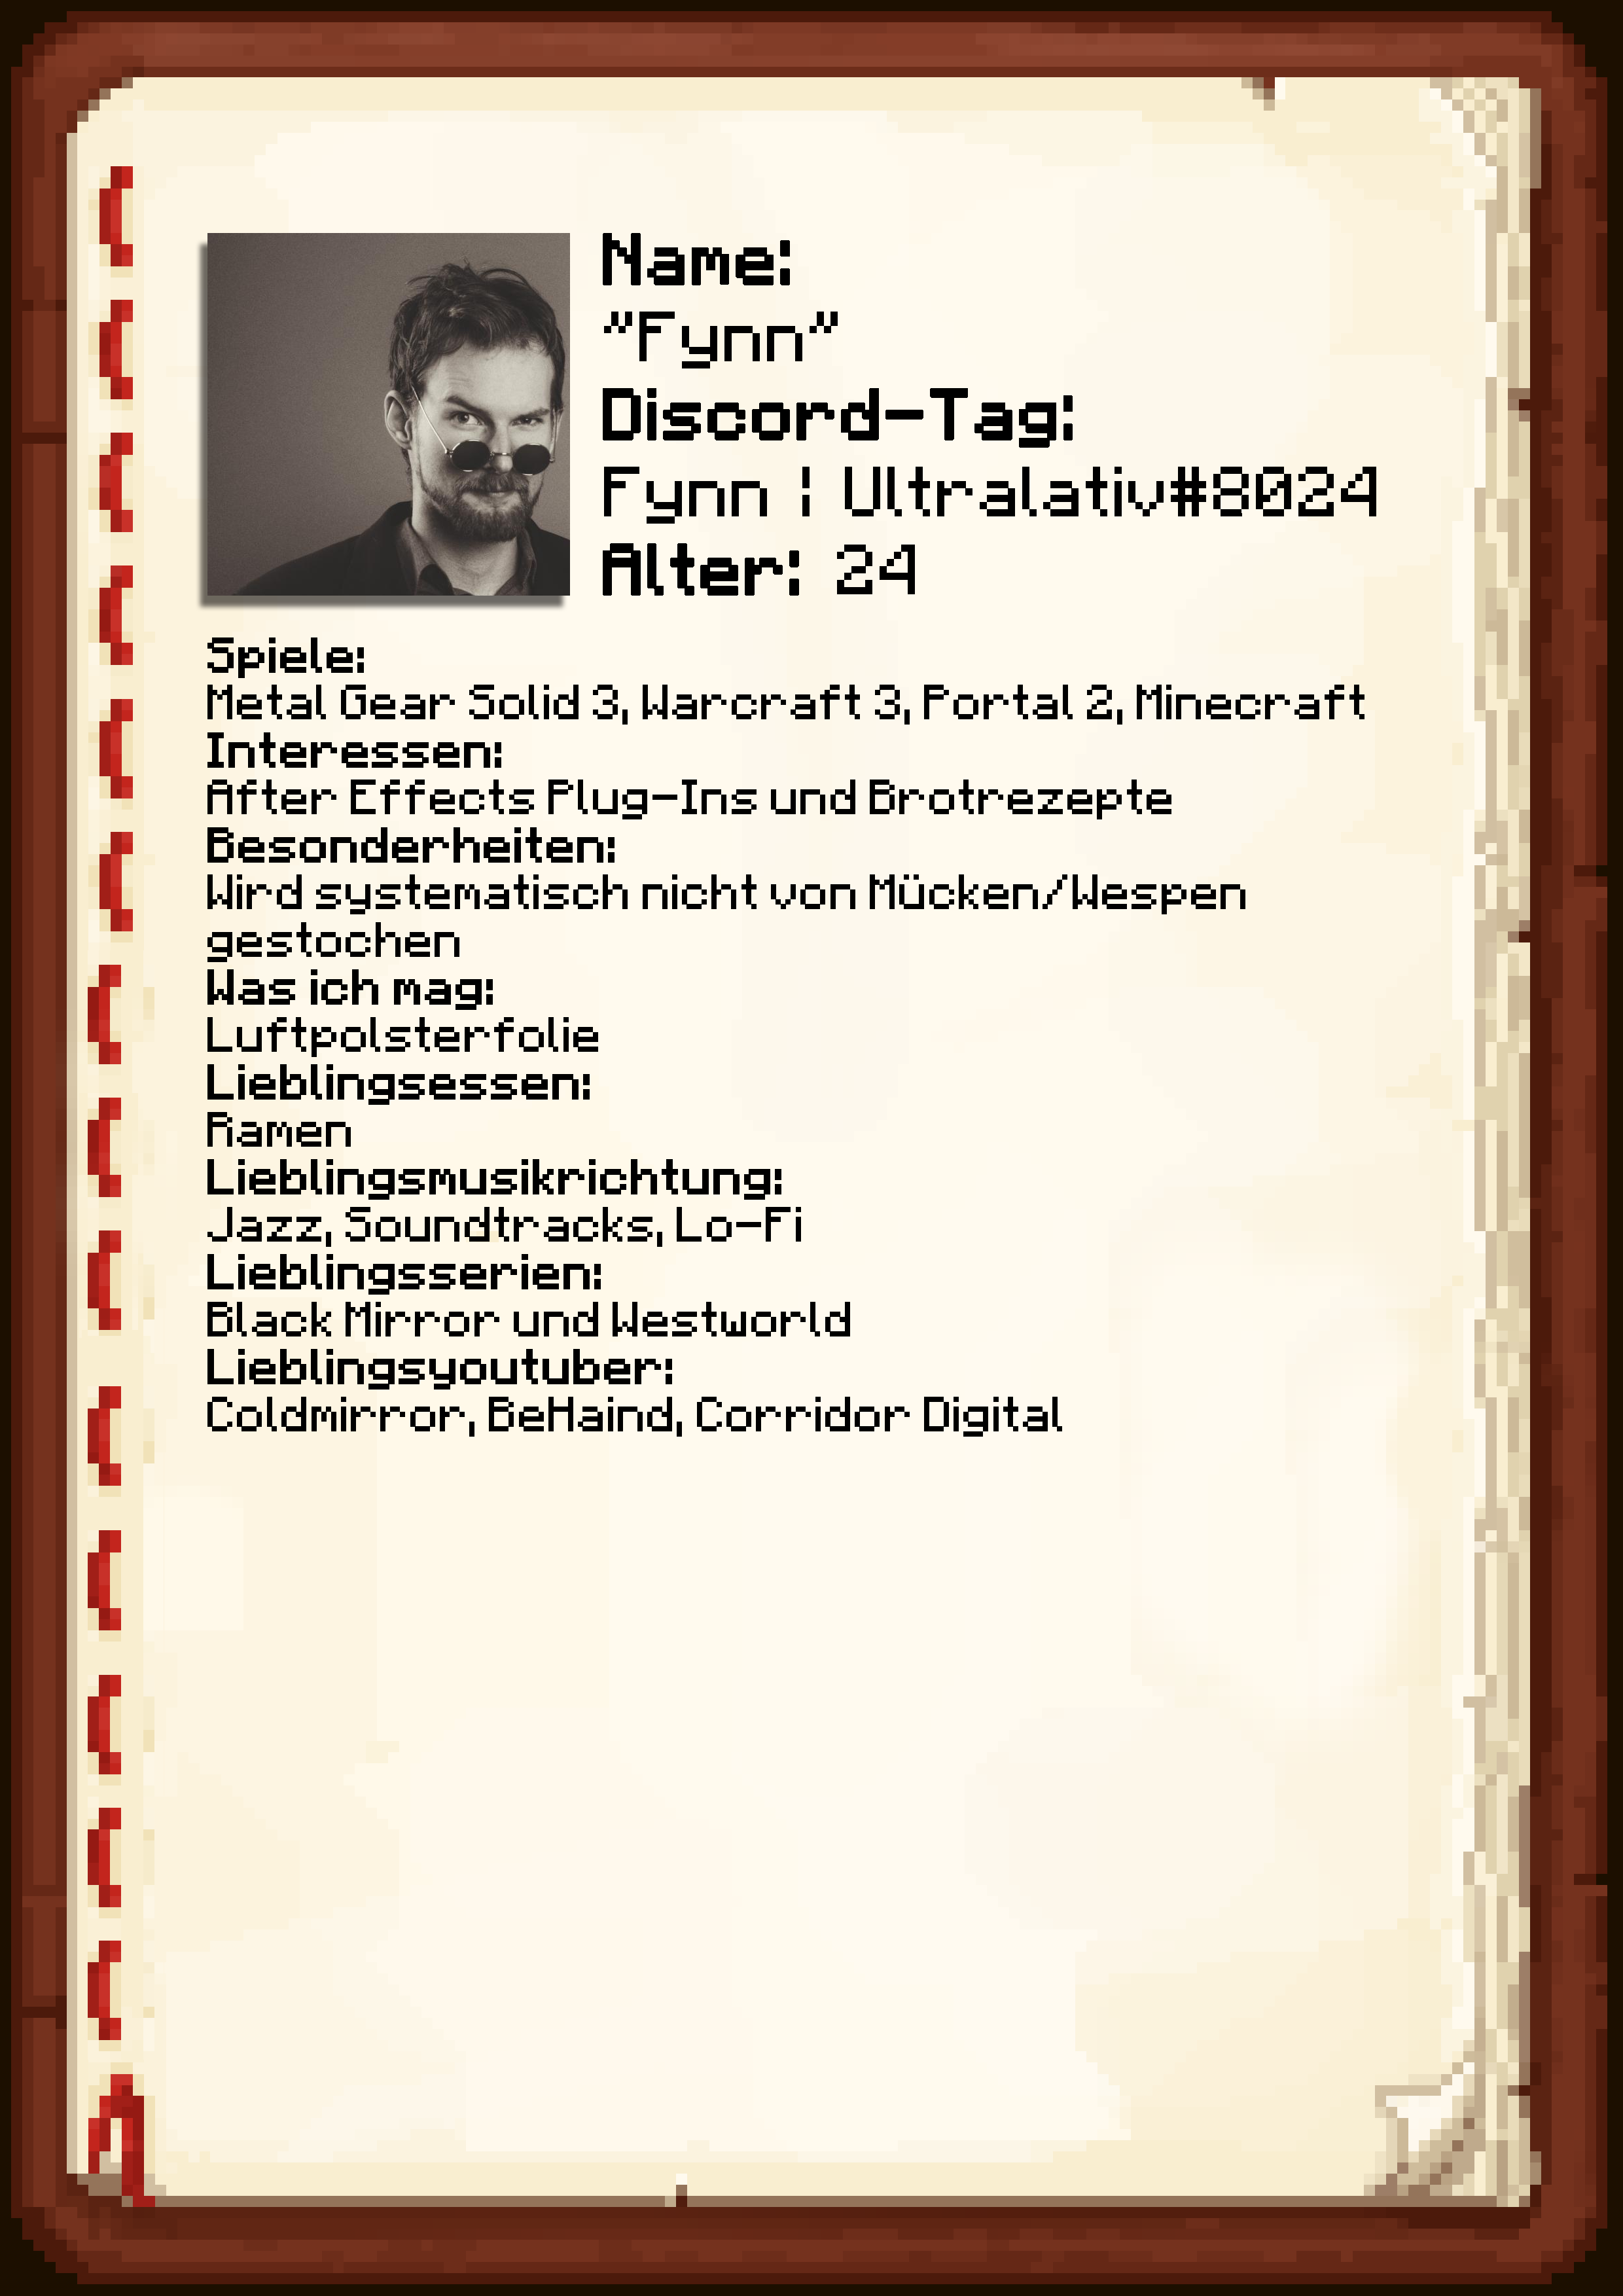 Name:
"Fynn"
Discord-Tag:
Fynn | Ultralativ#8024
Alter: 24
Spiele:
Metal Gear Solid 3, Warcraft 3, Portal 2, Minecraft
Interessen:
After Effects Plug-Ins und Brotrezepte
Besonderheiten:
Wird systematisch nicht von Mücken/Wespen
gestochen
Was ich mag:
Luftpolsterfolie
Lieblingsessen:
Ramen
Lieblingsmusikrichtung:
Jazz, Soundtracks, Lo-Fi
Lieblingsserien:
Black Mirror und Westworld
Lieblingsyoutuber:
Coldmirror, BeHaind, Corridor Digital